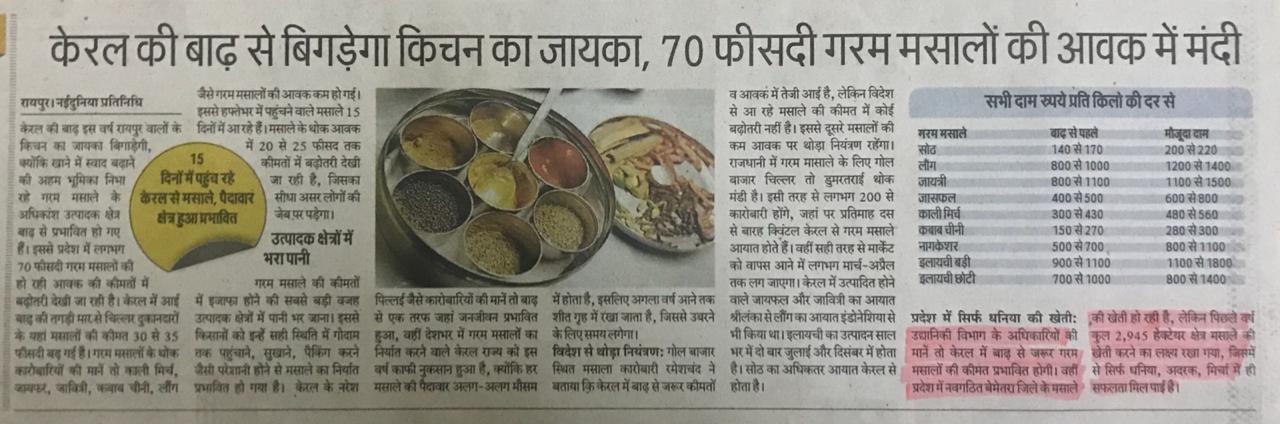 केरल की बाढ़ से बिगड़ेगा किचन का जायका, 70 फीसदी गरम मसालों की आवक में मंदी
रायपुर। नईदुनिया प्रतिनिधि
केरल की बाढ़ इस वर्ष रायपुर वालों के
किचन का जायका बिगाड़ेगी,
क्योंकि खाने में स्वाद बढ़ाने
की अहम भूमिका निभा
रहे गरम मसाले के
अधिकांश उत्पादक क्षेत्र
बाढ़ से प्रभावित हो गए
हैं। इससे प्रदेश में लगभग
70 फीसदी गरम मसालों की
हो रही आवक की कीमतों में
बढ़ोतरी देखी जा रही है। केरल में आई
बाढ़ की तगड़ी मार से चिल्लर दुकानदारों
के यहां मसालों की कीमत 30 से 35
फीसदी बढ़ गई है। गरम मसालों के थोक
कारोबारियों की मानें तो काली मिर्च,
जायफर, जावित्री, कबाब चीनी, लौंग
15
दिनों में पहुंच रहे
केरल से मसाले, पैदावार
क्षेत्र हुआ प्रभावित
जैसे गरम मसालों की आवक कम हो गई।
इससे हफ्तेभर में पहुंचने वाले मसाले 15
दिनों में आ रहे हैं। मसाले के थोक आवक
में 20 से 25 फीसद तक
कीमतों में बढ़ोतरी देखी
जा रही है, जिसका
सीधा असर लोगों की
जेब पर पड़ेगा।
उत्पादक क्षेत्रों में
भरा पानी
गरम मसाले की कीमतों
में इजाफा होने की सबसे बड़ी वजह
उत्पादक क्षेत्रों में पानी भर जाना। इससे
किसानों को इन्हें सही स्थिति में गोदाम
तक पहुंचाने, सुखाने, पैकिंग करने
जैसी परेशानी होने से मसाले का निर्यात
प्रभावित हो गया है। केरल के नरेश
पिल्लई जैसे कारोबारियों की मानें तो बाढ़
से एक तरफ जहां जनजीवन प्रभावित
हुआ, वहीं देशभर में गरम मसालों का
निर्यात करने वाले केरल राज्य को इस
वर्ष काफी नुकसान हुआ है, क्योंकि हर
मसाले की पैदावार अलग-अलग मौसम
में होता है, इसलिए अगला वर्ष आने तक
शीत गृह में रखा जाता है, जिससे उबरने
के लिए समय लगेगा।
विदेश से थोड़ा नियंत्रण: गोल बाजार
स्थित मसाला कारोबारी रमेशचंद ने
बताया कि केरल में बाढ़ से जरूर कीमतों
व आवक में तेजी आई है, लेकिन विदेश
से आ रहे मसाले की कीमत में कोई
बढ़ोतरी नहीं है। इससे दूसरे मसालों की
कम आवक पर थोड़ा नियंत्रण रहेंगा।
राजधानी में गरम मासाले के लिए गोल
बाजार चिल्लर तो डुमरतराई थोक
मंडी है। इसी तरह से लगभग 200 से
कारोबारी होंगे, जहां पर प्रतिमाह दस
से बारह क्विंटल केरल से गरम मसाले
आयात होते हैं। वहीं सही तरह से मार्केट
को वापस आने में लगभग मार्च-अप्रैल
तक लग जाएगा। केरल में उत्पादित होने
वाले जायफल और जावित्री का आयात
श्रीलंका से लौंग का आयात इंडोनेशिया से
भी किया था। इलायची का उत्पादन साल
भर में दो बार जुलाई और दिसंबर में होता
है। सोठ का अधिकतर आयात केरल से
होता है।
सभी दाम रुपये प्रति किलो की दर से
गरम मसाले बाढ़ से पहले मौजूदा दाम
सोठ 140 से 170 200 से 220
लौंग 800 से 1000 1200 से 1400
जायत्री 800 से 1100 1100 से 1500
जासफल 400 से 500 600 से 800
काली मिर्च 300 से 430 480 से 560
कबाब चीनी 150 से 270 280 से 300
नागकेशर 500 से 700 800 से 1100
इलायची बड़ी 900 से 1100 1100 से 1800
इलायची छोटी 700 से 1000 800 से 1400
प्रदेश में सिर्फ धनिया की खेती:
उद्यानिकी विभाग के अधिकारियों की
मानें तो केरल में बाढ़ से जरूर गरम
मसालों की कीमत प्रभावित होगी। वहीं
प्रदेश में नवगठित बेमेतरा जिले के मसाले
की खेती हो रही है, लेकिन पिछले वर्ष
कुल 2,945 हेक्टेयर क्षेत्र मसाले की
खेती करने का लक्ष्य रखा गया, जिसमें
से सिर्फ धनिया, अदरक, मिर्चा में ही
सफलता मिल पाई है।